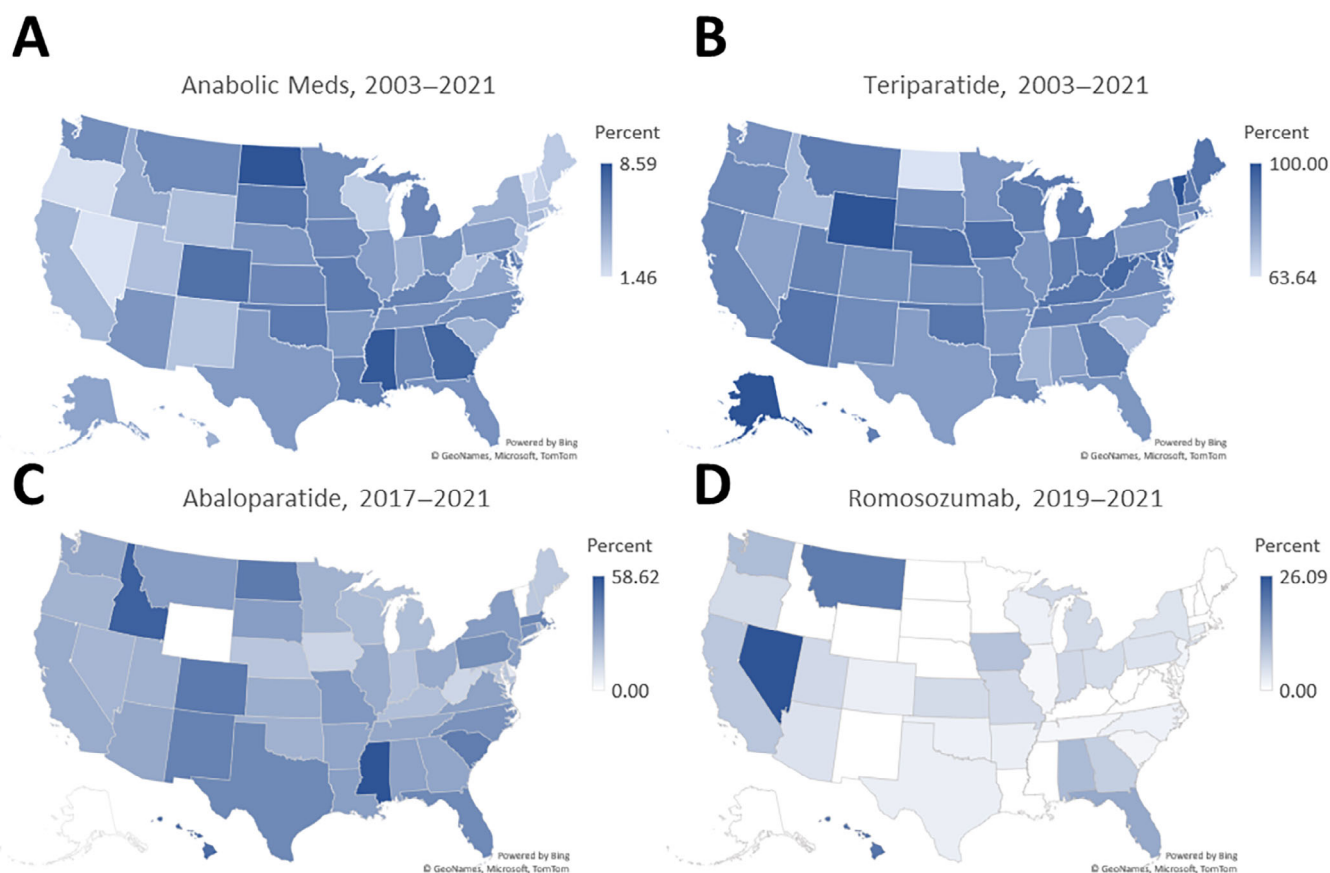 A
Anabolic Meds, 2003–2021
Percent
8.59
1.46
Powered by Bing
© GeoNames, Microsoft, TomTom
B
Teriparatide, 2003–2021
Percent
100.00
63.64
Powered by Bing
© GeoNames, Microsoft, TomTom
C
Abaloparatide, 2017–2021
Percent
58.62
0.00
Powered by Bing
© GeoNames, Microsoft, TomTom
D
Romosozumab, 2019–2021
Percent
26.09
0.00
Powered by Bing
© GeoNames, Microsoft, TomTom